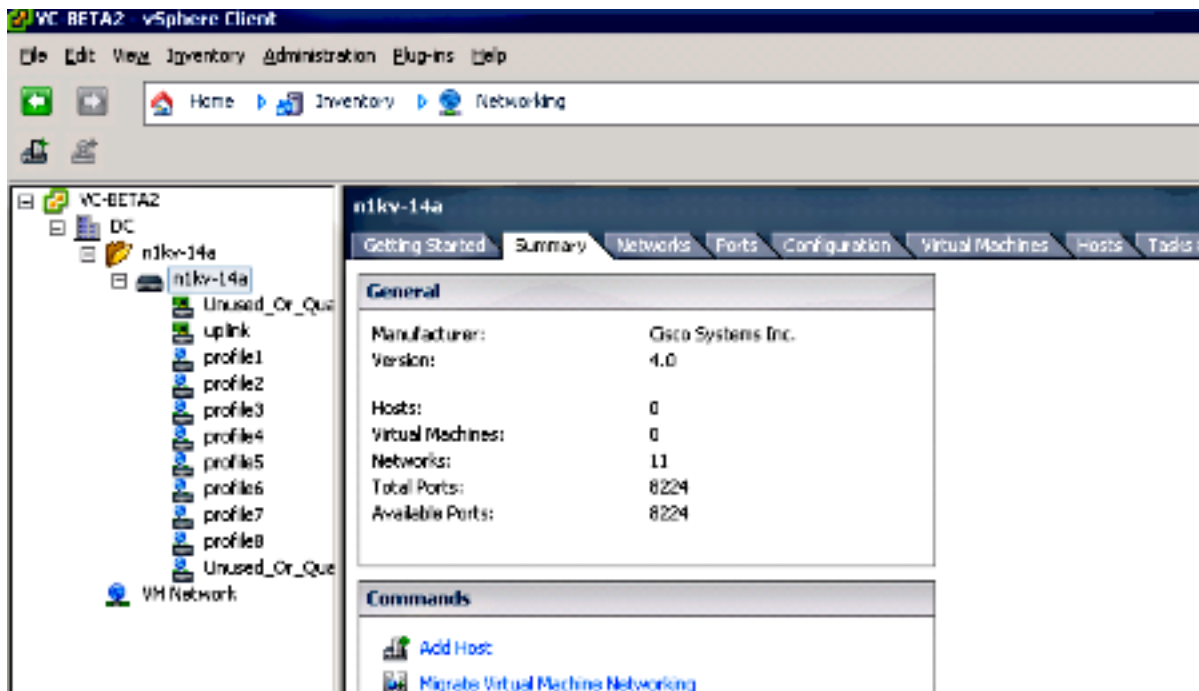 VC-BETA2 - vSphere Client
File Edit View Inventory Administration Plug-ins Help
Home Inventory Networking
VC-BETA2
DC
n1kv-14a
n1kv-14a
Unused_Or_Qua
uplink
profile1
profile2
profile3
profile4
profile5
profile6
profile7
profile8
Unused_Or_Que
VM Network
n1kv-14a
Getting Started Summary Networks Ports Configuration Virtual Machines Hosts Tasks
General
Manufacturer: Cisco Systems Inc.
Version: 4.0
Hosts: 0
Virtual Machines: 0
Networks: 11
Total Ports: 8224
Available Ports: 8224
Commands
Add Host
Migrate Virtual Machine Networking